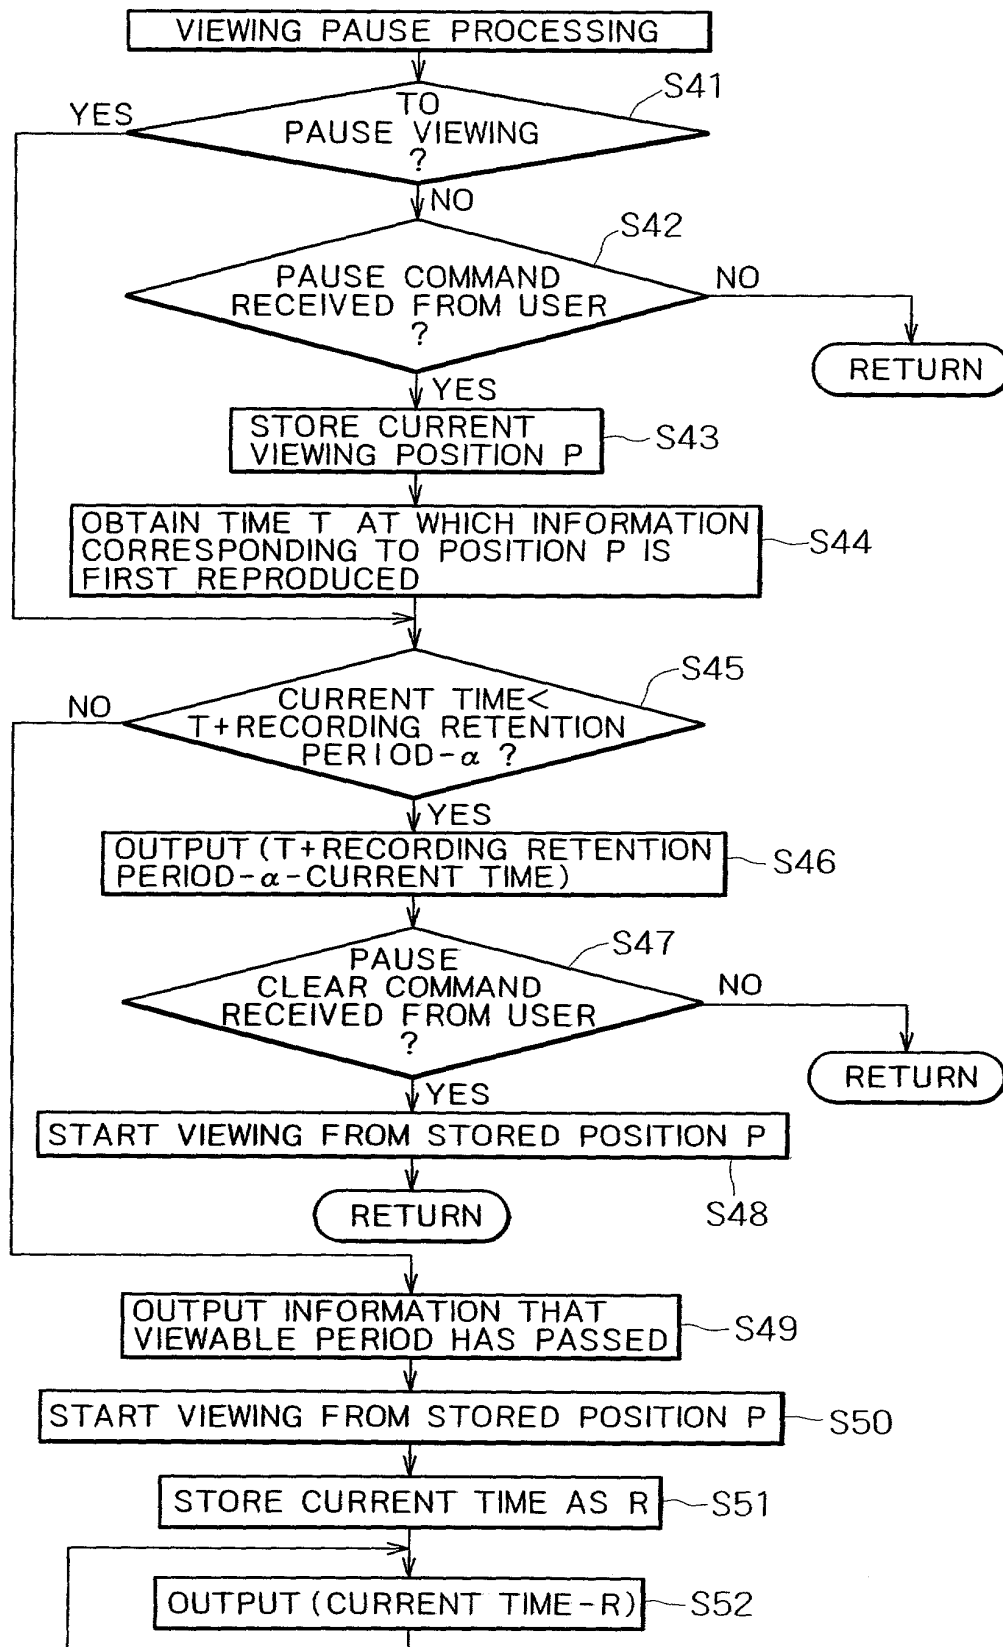 VIEWING PAUSE PROCESSING
S41
YES
TO
PAUSE VIEWING
?
NO
S42
PAUSE COMMAND
RECEIVED FROM USER
?
NO
RETURN
YES
STORE CURRENT
VIEWING POSITION P
S43
OBTAIN TIME T AT WHICH INFORMATION
CORRESPONDING TO POSITION P IS
FIRST REPRODUCED
S44
S45
NO
CURRENT TIME<
T+RECORDING RETENTION
PERIOD-α ?
YES
OUTPUT (T+RECORDING RETENTION
PERIOD-α-CURRENT TIME)
S46
S47
PAUSE
CLEAR COMMAND
RECEIVED FROM USER
?
NO
RETURN
YES
START VIEWING FROM STORED POSITION P
S48
RETURN
OUTPUT INFORMATION THAT
VIEWABLE PERIOD HAS PASSED
S49
START VIEWING FROM STORED POSITION P
S50
STORE CURRENT TIME AS R
S51
OUTPUT (CURRENT TIME-R)
S52